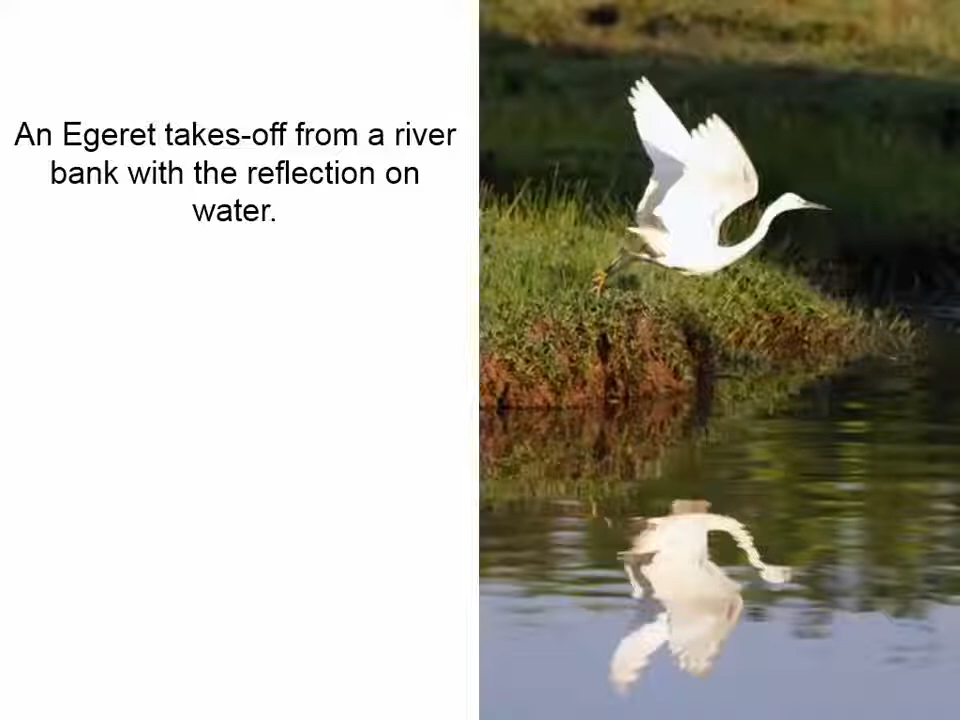 An Egeret takes-off from a river
bank with the reflection on
water.